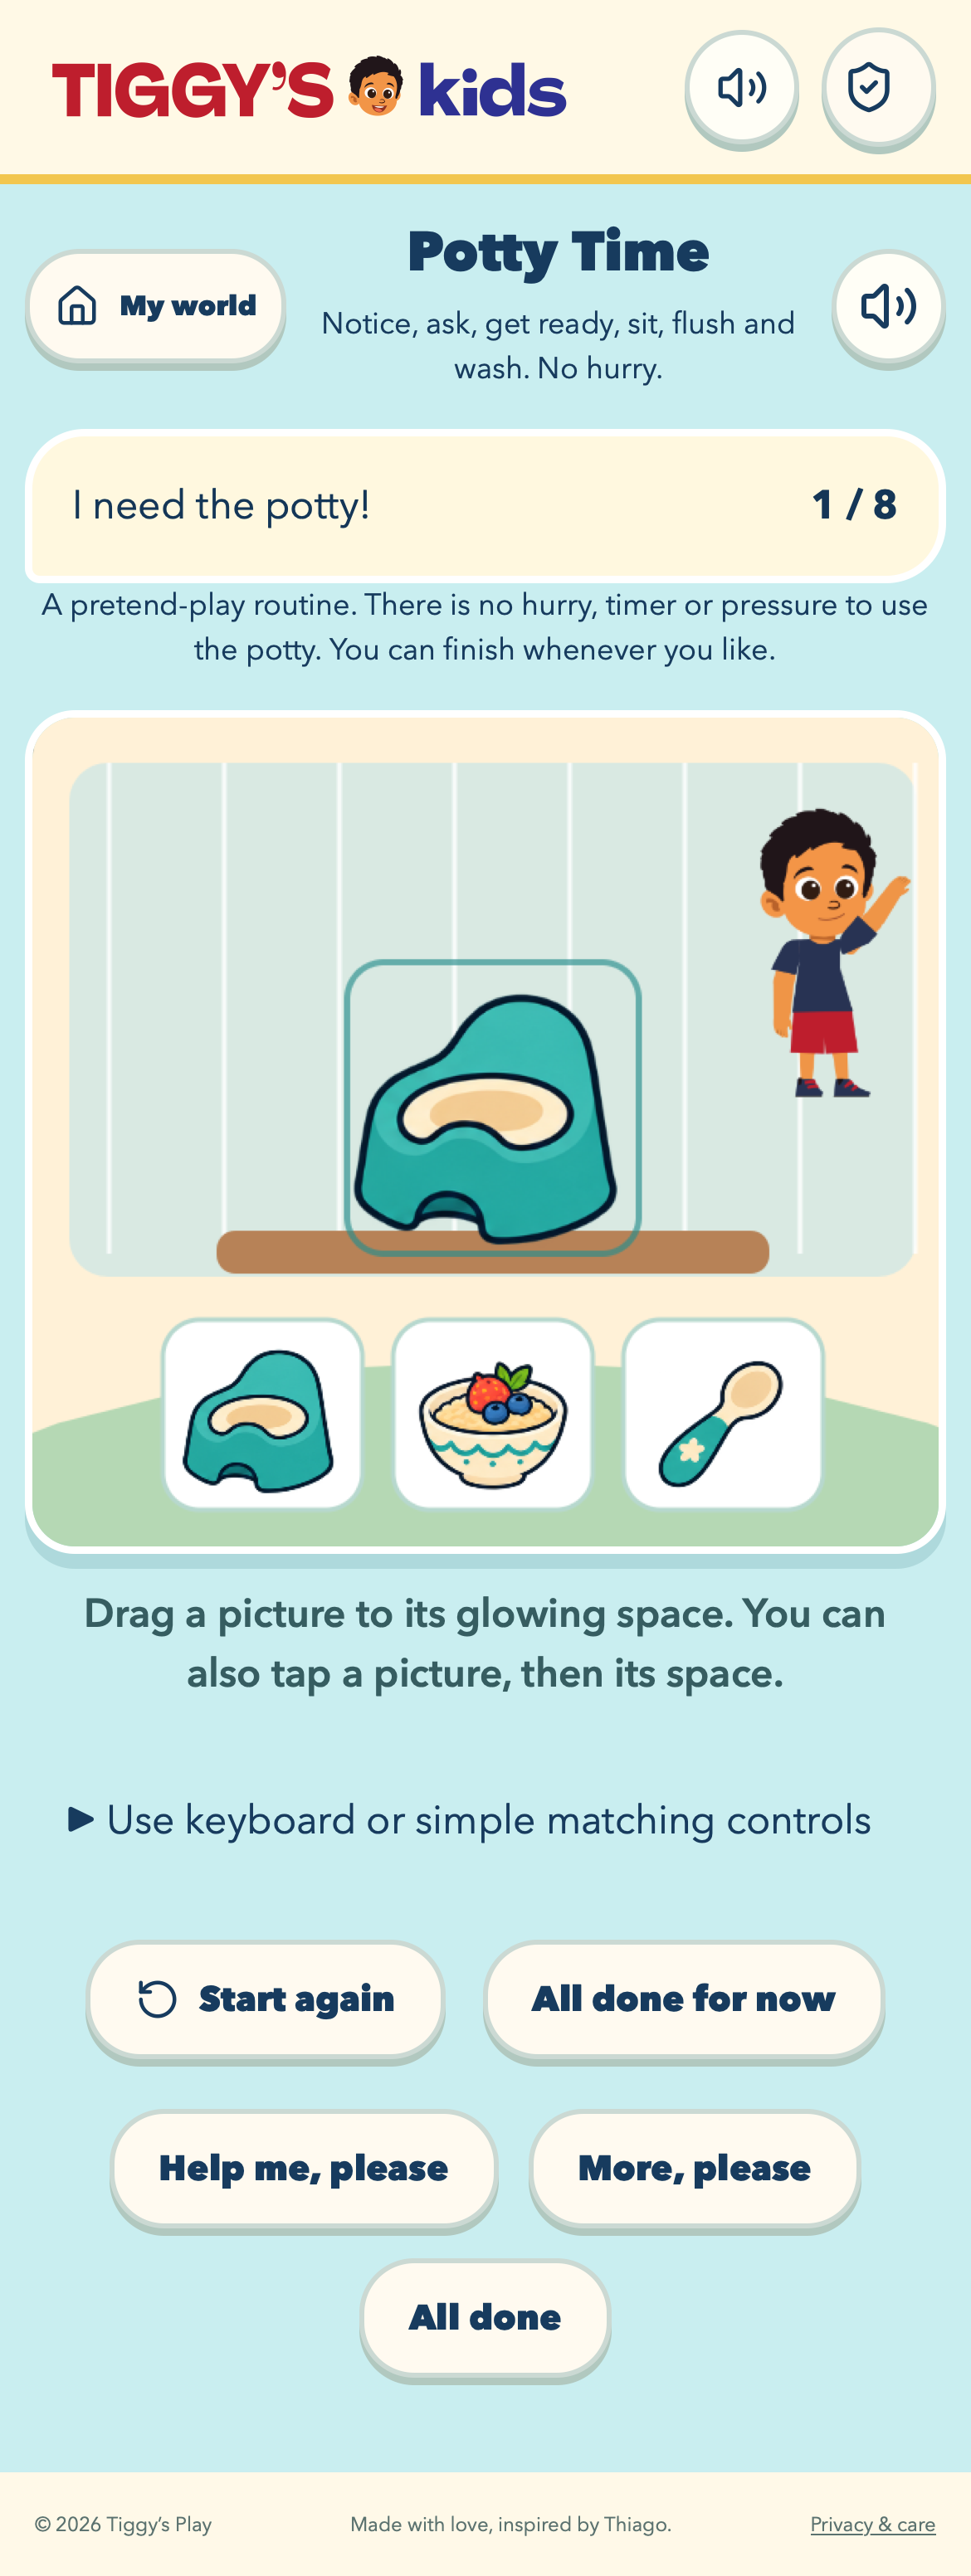 TIGGY'S kids
My world
Potty Time
Notice, ask, get ready, sit, flush and
wash. No hurry.
I need the potty!
1 / 8
A pretend-play routine. There is no hurry, timer or pressure to use
the potty. You can finish whenever you like.
Drag a picture to its glowing space. You can
also tap a picture, then its space.
Use keyboard or simple matching controls
Start again
All done for now
Help me, please
More, please
All done
© 2026 Tiggy’s Play
Made with love, inspired by Thiago.
Privacy & care